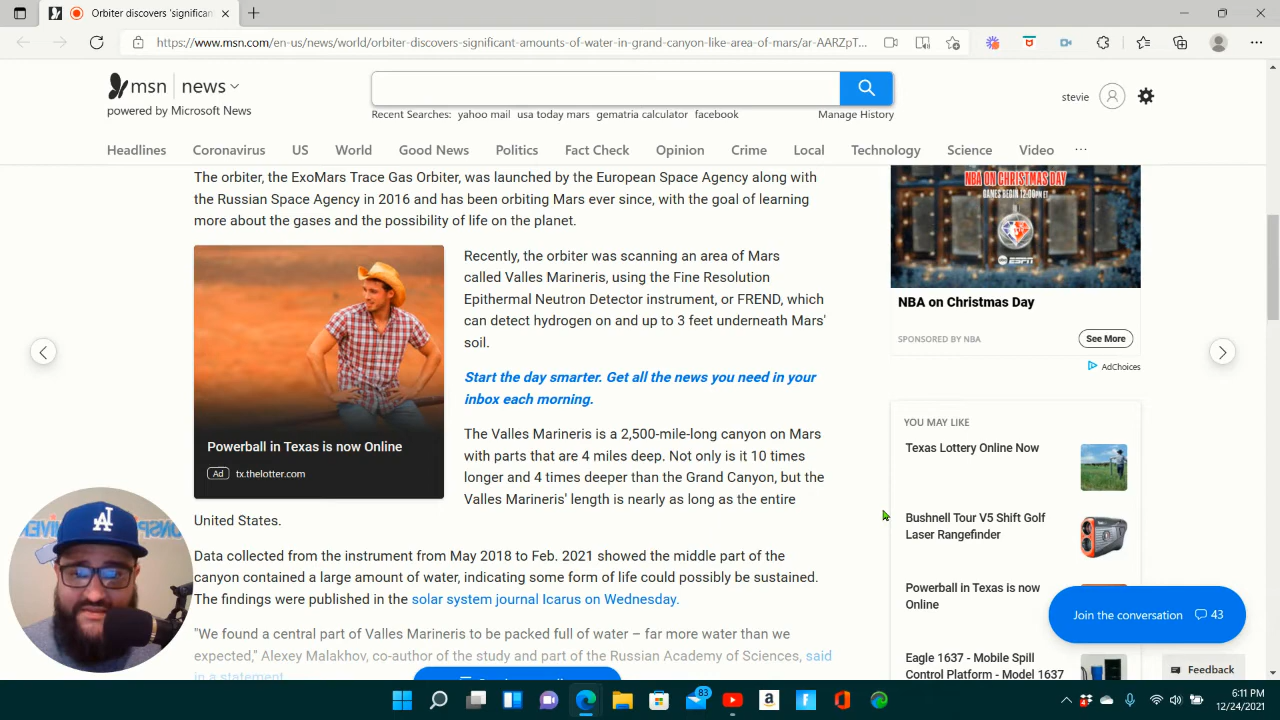 Orbiter discovers 'significan
https://www.msn.com/en-us/news/world/orbiter-discovers-significant-amounts-of-water-in-grand-canyon-like-area-of-mars/ar-AARZpT...
msn | news
powered by Microsoft News
Recent Searches: yahoo mail usa today mars gematria calculator facebook Manage History
stevie
Headlines Coronavirus US World Good News Politics Fact Check Opinion Crime Local Technology Science Video ...
The orbiter, the ExoMars Trace Gas Orbiter, was launched by the European Space Agency along with
the Russian Space Agency in 2016 and has been orbiting Mars ever since, with the goal of learning
more about the gases and the possibility of life on the planet.
Powerball in Texas is now Online
Ad tx.thelotter.com
Recently, the orbiter was scanning an area of Mars
called Valles Marineris, using the Fine Resolution
Epithermal Neutron Detector instrument, or FREND, which
can detect hydrogen on and up to 3 feet underneath Mars'
soil.
Start the day smarter. Get all the news you need in your
inbox each morning.
The Valles Marineris is a 2,500-mile-long canyon on Mars
with parts that are 4 miles deep. Not only is it 10 times
longer and 4 times deeper than the Grand Canyon, but the
Valles Marineris' length is nearly as long as the entire
United States.
Data collected from the instrument from May 2018 to Feb. 2021 showed the middle part of the
canyon contained a large amount of water, indicating some form of life could possibly be sustained.
The findings were published in the solar system journal Icarus on Wednesday.
"We found a central part of Valles Marineris to be packed full of water – far more water than we
expected," Alexey Malakhov, co-author of the study and part of the Russian Academy of Sciences, said
in a statement.
NBA ON CHRISTMAS DAY
GAMES BEGIN 12:00PM ET
ESPN
NBA on Christmas Day
SPONSORED BY NBA
See More
AdChoices
YOU MAY LIKE
Texas Lottery Online Now
Bushnell Tour V5 Shift Golf
Laser Rangefinder
Powerball in Texas is now
Online
Eagle 1637 - Mobile Spill
Control Platform - Model 1637
Join the conversation 43
Feedback
LA
83
6:11 PM
12/24/2021